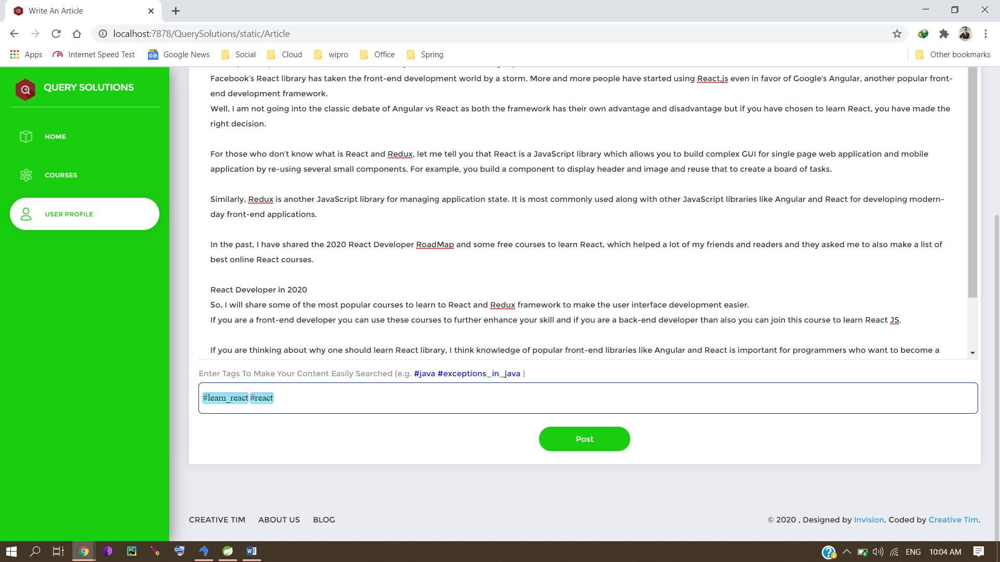 Write An Article
localhost:7878/QuerySolutions/static/Article
Apps Internet Speed Test Google News Social Cloud wipro Office Spring Other bookmarks
QUERY SOLUTIONS
HOME
COURSES
USER PROFILE
Facebook’s React library has taken the front-end development world by a storm. More and more people have started using React.js even in favor of Google’s Angular, another popular front-
end development framework.
Well, I am not going into the classic debate of Angular vs React as both the framework has their own advantage and disadvantage but if you have chosen to learn React, you have made the
right decision.
For those who don’t know what is React and Redux, let me tell you that React is a JavaScript library which allows you to build complex GUI for single page web application and mobile
application by re-using several small components. For example, you build a component to display header and image and reuse that to create a board of tasks.
Similarly, Redux is another JavaScript library for managing application state. It is most commonly used along with other JavaScript libraries like Angular and React for developing modern-
day front-end applications.
In the past, I have shared the 2020 React Developer RoadMap and some free courses to learn React, which helped a lot of my friends and readers and they asked me to also make a list of
best online React courses.
React Developer in 2020
So, I will share some of the most popular courses to learn to React and Redux framework to make the user interface development easier.
If you are a front-end developer you can use these courses to further enhance your skill and if you are a back-end developer than also you can join this course to learn React JS.
If you are thinking about why one should learn React library, I think knowledge of popular front-end libraries like Angular and React is important for programmers who want to become a
Enter Tags To Make Your Content Easily Searched (e.g. #java #exceptions_in_java )
#learn_react #react
Post
CREATIVE TIM ABOUT US BLOG
© 2020 , Designed by Invision. Coded by Creative Tim.
ENG 10:04 AM